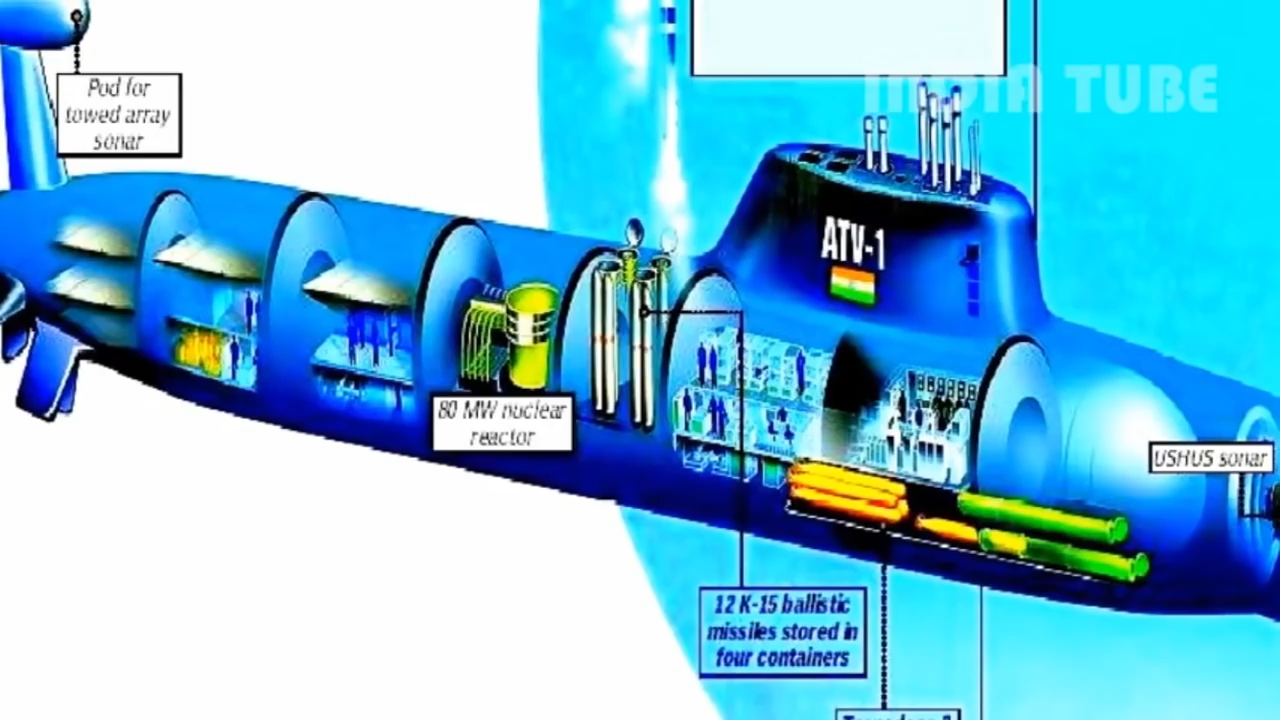 INDIA TUBE
Pod for
towed array
sonar
ATV-1
80 MW nuclear
reactor
USHUS sonar
12 K-15 ballistic
missiles stored in
four containers